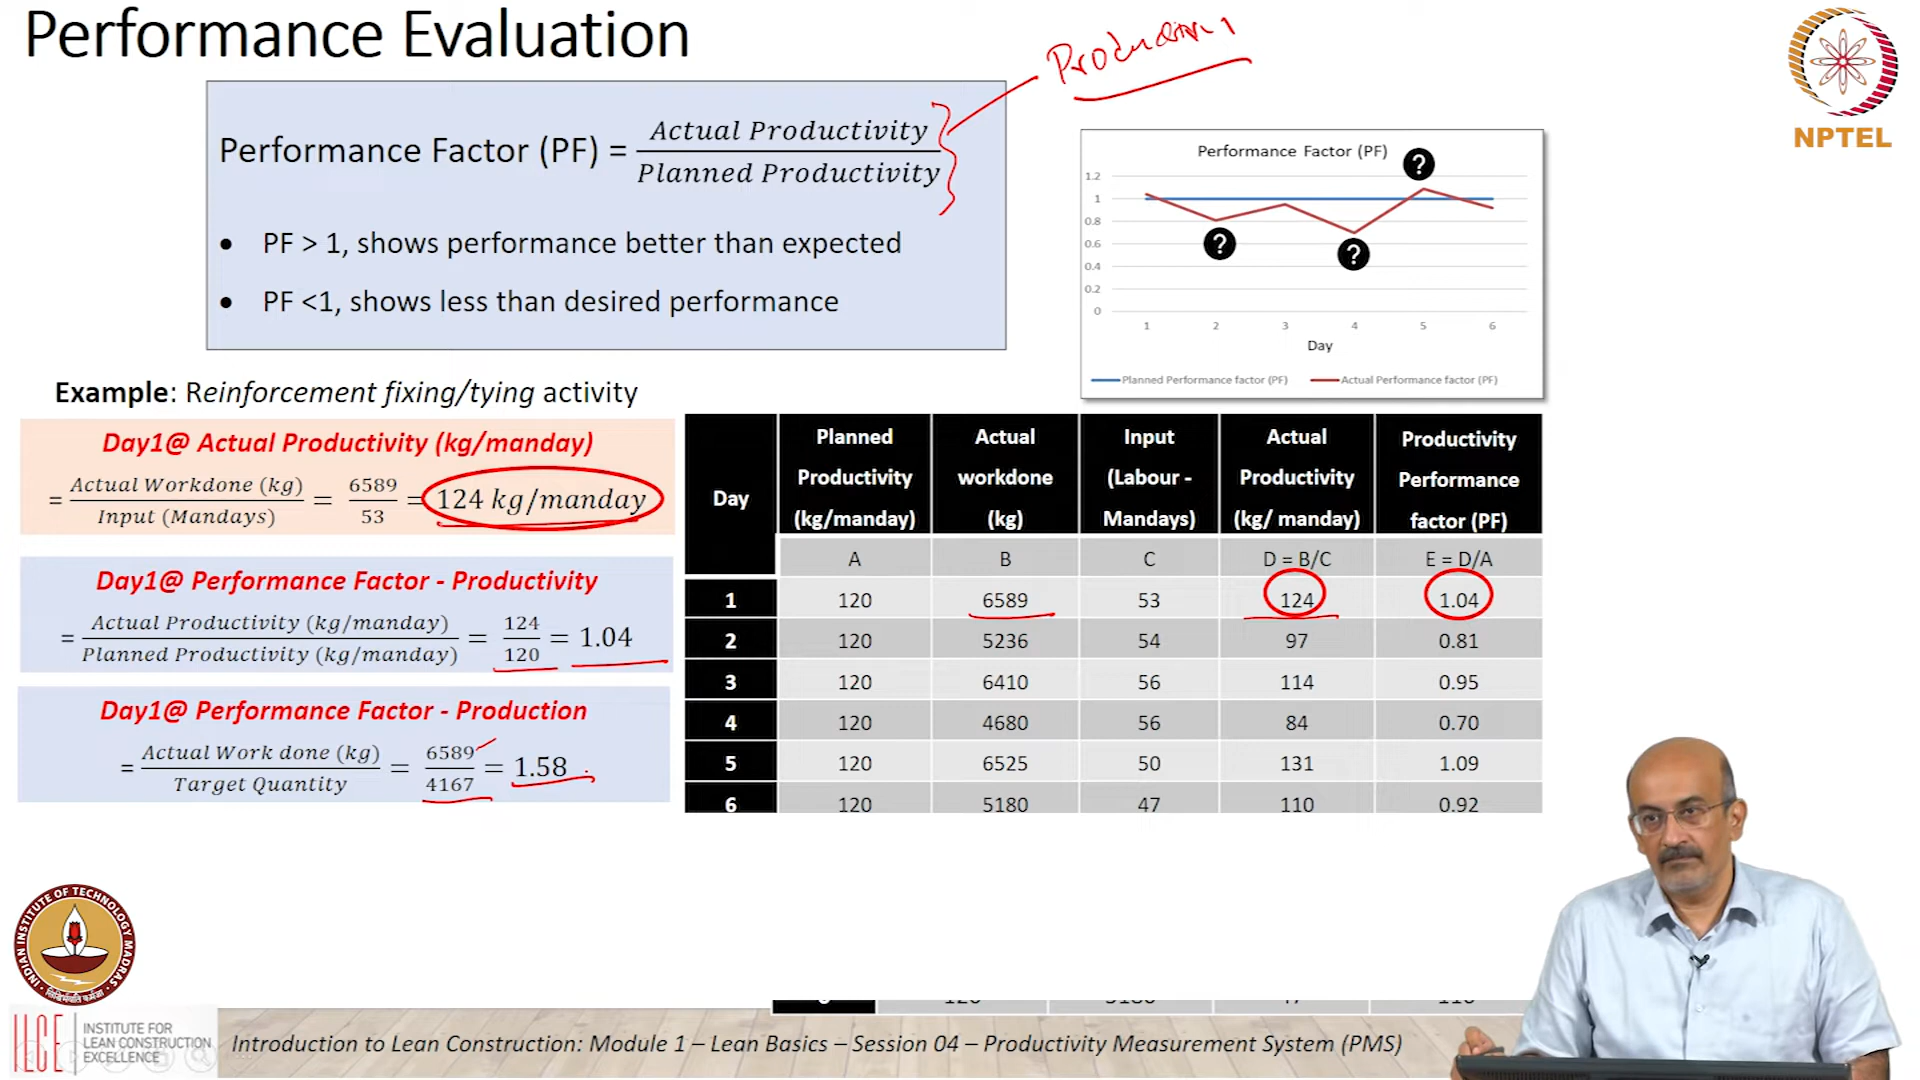 Performance Evaluation
Production
NPTEL
Performance Factor (PF) = Actual Productivity / Planned Productivity
• PF > 1, shows performance better than expected
• PF <1, shows less than desired performance
Performance Factor (PF)
1.2
1
0.8
0.6
0.4
0.2
0
? ? ?
1 2 3 4 5 6
Day
Planned Performance factor (PF) Actual Performance factor (PF)
Example: Reinforcement fixing/tying activity
Day1@ Actual Productivity (kg/manday)
= Actual Workdone (kg) / Input (Mandays) = 6589 / 53 = 124 kg/manday
Day1@ Performance Factor - Productivity
= Actual Productivity (kg/manday) / Planned Productivity (kg/manday) = 124 / 120 = 1.04
Day1@ Performance Factor - Production
= Actual Work done (kg) / Target Quantity = 6589 / 4167 = 1.58
Day
Planned Productivity (kg/manday)
Actual workdone (kg)
Input (Labour - Mandays)
Actual Productivity (kg/ manday)
Productivity Performance factor (PF)
A B C D = B/C E = D/A
1 120 6589 53 124 1.04
2 120 5236 54 97 0.81
3 120 6410 56 114 0.95
4 120 4680 56 84 0.70
5 120 6525 50 131 1.09
6 120 5180 47 110 0.92
INDIAN INSTITUTE OF TECHNOLOGY MADRAS
सिद्धिर्भवति कर्मजा
ILCE
INSTITUTE FOR
LEAN CONSTRUCTION
EXCELLENCE
Introduction to Lean Construction: Module 1 – Lean Basics – Session 04 – Productivity Measurement System (PMS)